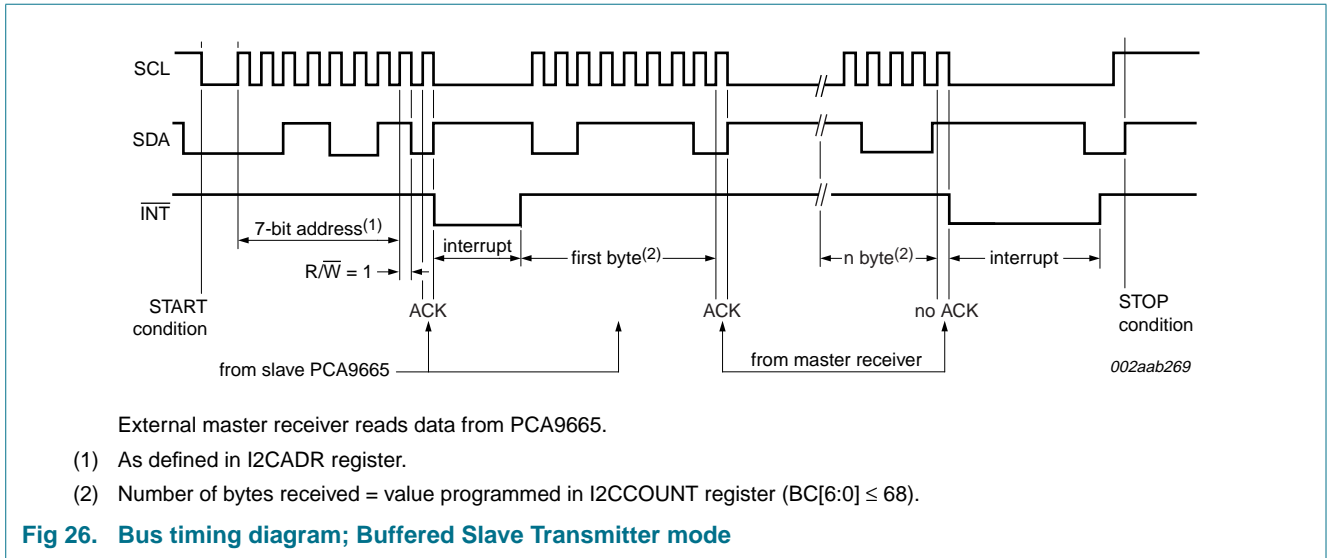 SCL
SDA
INT
7-bit address(1)
interrupt
first byte(2)
n byte(2)
interrupt
R/W = 1
START
condition
ACK
ACK
no ACK
STOP
condition
from slave PCA9665
from master receiver
002aab269
External master receiver reads data from PCA9665.
(1) As defined in I2CADR register.
(2) Number of bytes received = value programmed in I2CCOUNT register (BC[6:0] ≤ 68).
Fig 26. Bus timing diagram; Buffered Slave Transmitter mode